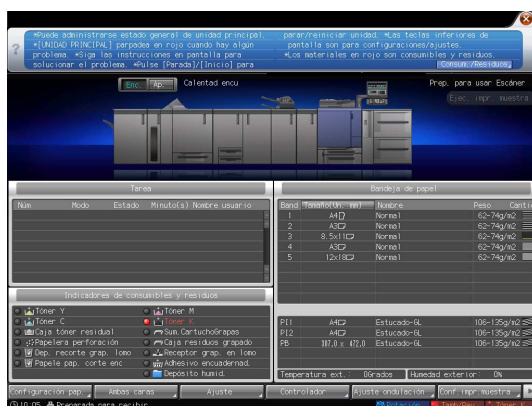 *Puede administrarse estado general de unidad principal.
*[UNIDAD PRINCIPAL] parpadea en rojo cuando hay algún
problema. *Siga las instrucciones en pantalla para
solucionar el problema. *Pulse [Parada]/[Inicio] para
parar/reiniciar unidad. *Las teclas inferiores de
pantalla son para configuraciones/ajustes.
*Los materiales en rojo son consumibles y residuos.
Consum./Residuos
?
Enc. Ap. Calentad encu
Prep. para usar Escáner
Ejec. impr. muestra
Tarea
Núm Modo Estado Minuto(s) Nombre usuario
Bandeja de papel
Band Tamaño(Un. mm) Nombre Peso Canti
1 A4 Normal 62-74g/m2
2 A3 Normal 62-74g/m2
3 8.5x11 Normal 62-74g/m2
4 A3 Normal 62-74g/m2
5 12x18 Normal 62-74g/m2
PI1 A4 Estucado-GL 106-135g/m2
PI2 A4 Estucado-GL 106-135g/m2
PB Estucado-GL 106-135g/m2
Temperatura ext.: 0Grados Humedad exterior: 0%
Indicadores de consumibles y residuos
Tóner Y Tóner M
Tóner C Tóner K
Caja tóner residual Sum.CartuchoGrapas
Papelera perforación Caja residuos grapado
Dep. recorte grap. lomo Receptor grap. en lomo
Papele pap. corte enc Adhesivo encuadernad.
Depósito humid.
Configuración pap. Ambas caras Ajuste Controlador Ajuste ondulación Conf.impr.muestra
10:05 Preparada para recibir
Rotación Tamb/Rev. Tóner K